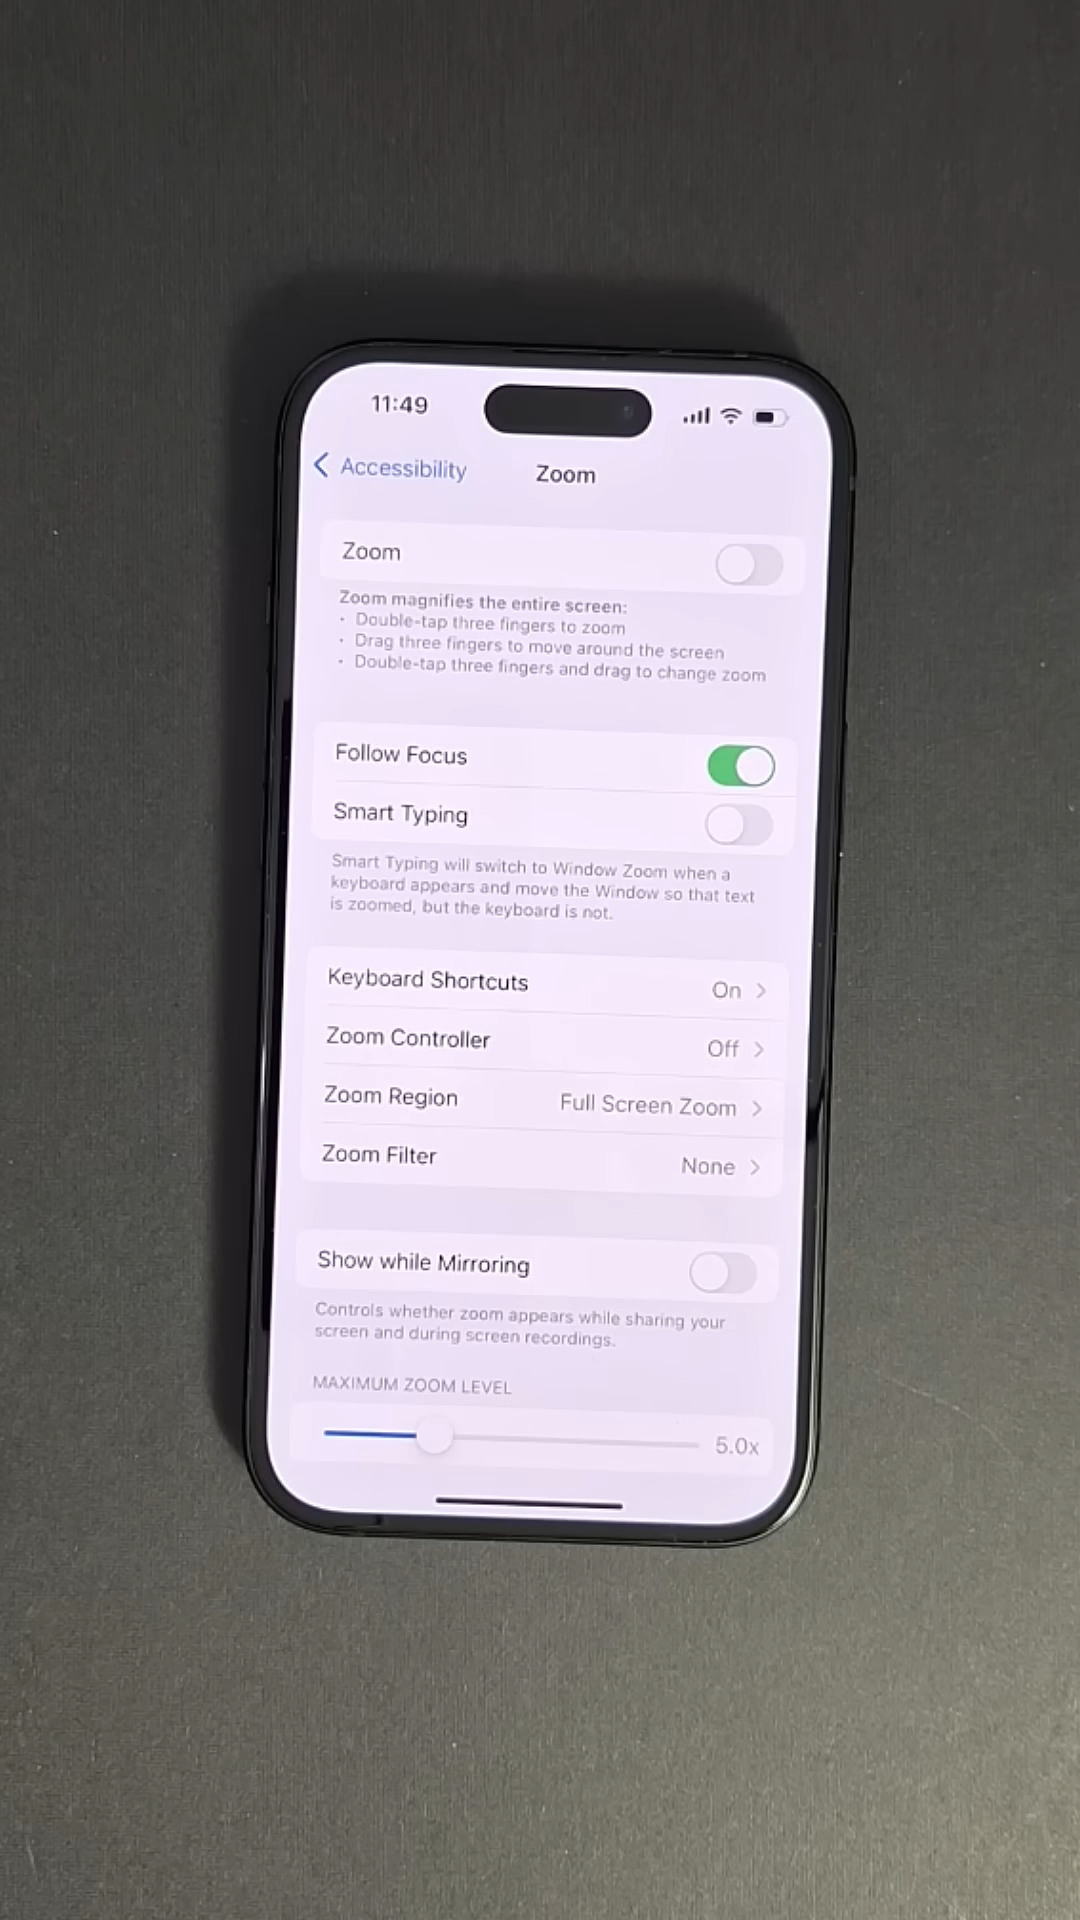 11:49
Accessibility
Zoom
Zoom
Zoom magnifies the entire screen:
• Double-tap three fingers to zoom
• Drag three fingers to move around the screen
• Double-tap three fingers and drag to change zoom
Follow Focus
Smart Typing
Smart Typing will switch to Window Zoom when a
keyboard appears and move the Window so that text
is zoomed, but the keyboard is not.
Keyboard Shortcuts On
Zoom Controller Off
Zoom Region Full Screen Zoom
Zoom Filter None
Show while Mirroring
Controls whether zoom appears while sharing your
screen and during screen recordings.
MAXIMUM ZOOM LEVEL
5.0x